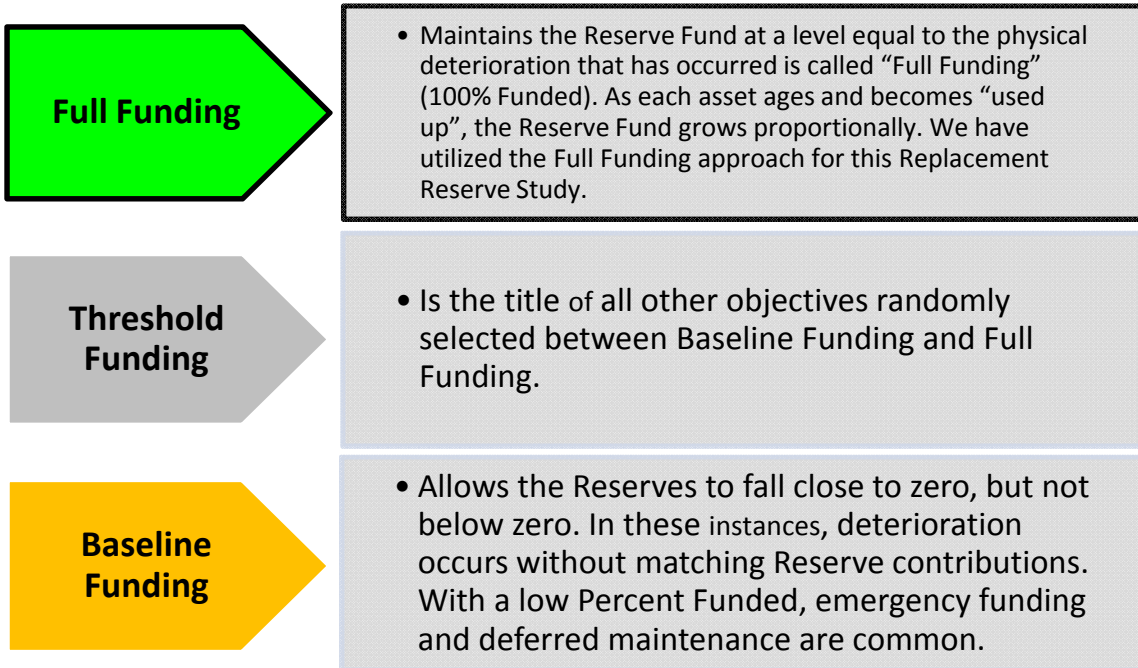 Full Funding
• Maintains the Reserve Fund at a level equal to the physical
deterioration that has occurred is called “Full Funding”
(100% Funded). As each asset ages and becomes “used
up”, the Reserve Fund grows proportionally. We have
utilized the Full Funding approach for this Replacement
Reserve Study.
Threshold
Funding
• Is the title of all other objectives randomly
selected between Baseline Funding and Full
Funding.
Baseline
Funding
• Allows the Reserves to fall close to zero, but not
below zero. In these instances, deterioration
occurs without matching Reserve contributions.
With a low Percent Funded, emergency funding
and deferred maintenance are common.